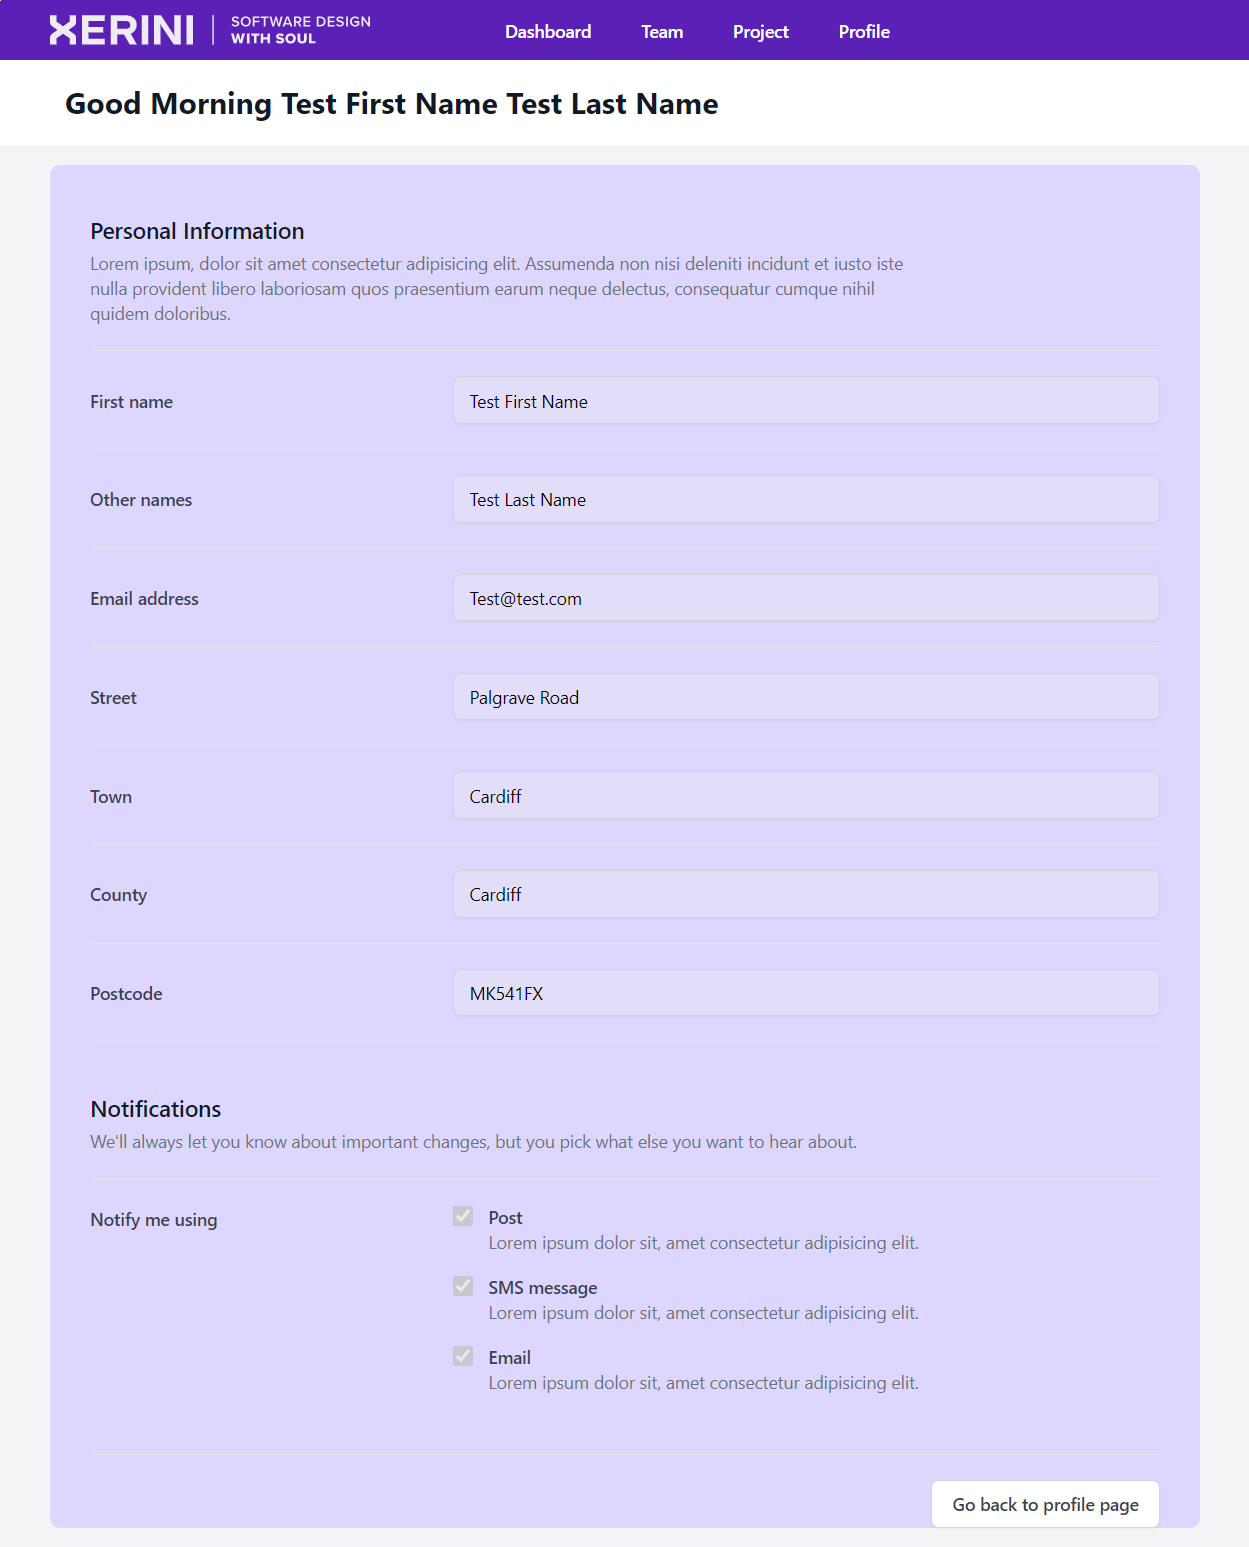 XERINI SOFTWARE DESIGN
WITH SOUL
Dashboard Team Project Profile
Good Morning Test First Name Test Last Name
Personal Information
Lorem ipsum, dolor sit amet consectetur adipisicing elit. Assumenda non nisi deleniti incidunt et iusto iste
nulla provident libero laboriosam quos praesentium earum neque delectus, consequatur cumque nihil
quidem doloribus.
First name Test First Name
Other names Test Last Name
Email address Test@test.com
Street Palgrave Road
Town Cardiff
County Cardiff
Postcode MK541FX
Notifications
We'll always let you know about important changes, but you pick what else you want to hear about.
Notify me using Post
Lorem ipsum dolor sit, amet consectetur adipisicing elit.
SMS message
Lorem ipsum dolor sit, amet consectetur adipisicing elit.
Email
Lorem ipsum dolor sit, amet consectetur adipisicing elit.
Go back to profile page